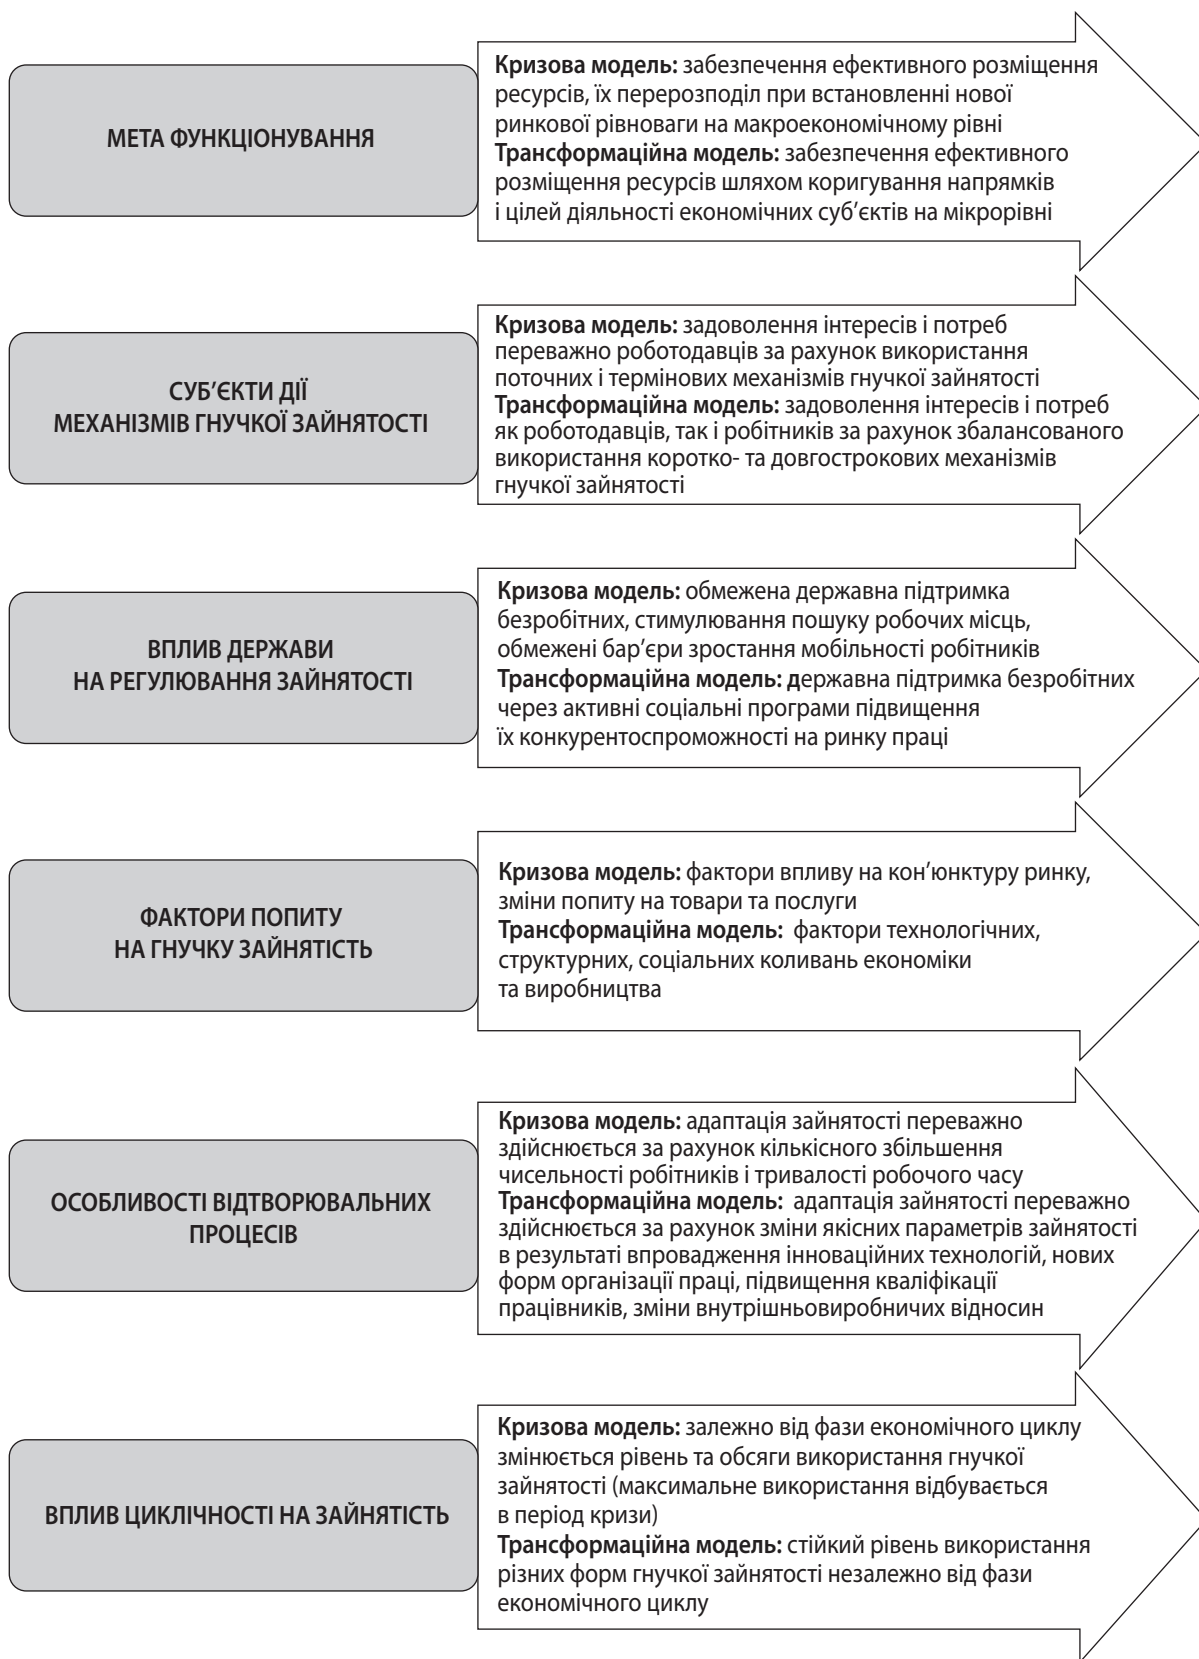 МЕТА ФУНКЦІОНУВАННЯ
Кризова модель: забезпечення ефективного розміщення
ресурсів, їх перерозподіл при встановленні нової
ринкової рівноваги на макроекономічному рівні
Трансформаційна модель: забезпечення ефективного
розміщення ресурсів шляхом коригування напрямків
і цілей діяльності економічних суб’єктів на мікрорівні
СУБ’ЄКТИ ДІЇ
МЕХАНІЗМІВ ГНУЧКОЇ ЗАЙНЯТОСТІ
Кризова модель: задоволення інтересів і потреб
переважно роботодавців за рахунок використання
поточних і термінових механізмів гнучкої зайнятості
Трансформаційна модель: задоволення інтересів і потреб
як роботодавців, так і робітників за рахунок збалансованого
використання коротко- та довгострокових механізмів
гнучкої зайнятості
ВПЛИВ ДЕРЖАВИ
НА РЕГУЛЮВАННЯ ЗАЙНЯТОСТІ
Кризова модель: обмежена державна підтримка
безробітних, стимулювання пошуку робочих місць,
обмежені бар’єри зростання мобільності робітників
Трансформаційна модель: державна підтримка безробітних
через активні соціальні програми підвищення
їх конкурентоспроможності на ринку праці
ФАКТОРИ ПОПИТУ
НА ГНУЧКУ ЗАЙНЯТІСТЬ
Кризова модель: фактори впливу на кон’юнктуру ринку,
зміни попиту на товари та послуги
Трансформаційна модель: фактори технологічних,
структурних, соціальних коливань економіки
та виробництва
ОСОБЛИВОСТІ ВІДТВОРЮВАЛЬНИХ
ПРОЦЕСІВ
Кризова модель: адаптація зайнятості переважно
здійснюється за рахунок кількісного збільшення
чисельності робітників і тривалості робочого часу
Трансформаційна модель: адаптація зайнятості переважно
здійснюється за рахунок зміни якісних параметрів зайнятості
в результаті впровадження інноваційних технологій, нових
форм організації праці, підвищення кваліфікації
працівників, зміни внутрішньовиробничих відносин
ВПЛИВ ЦИКЛІЧНОСТІ НА ЗАЙНЯТІСТЬ
Кризова модель: залежно від фази економічного циклу
змінюється рівень та обсяги використання гнучкої
зайнятості (максимальне використання відбувається
в період кризи)
Трансформаційна модель: стійкий рівень використання
різних форм гнучкої зайнятості незалежно від фази
економічного циклу